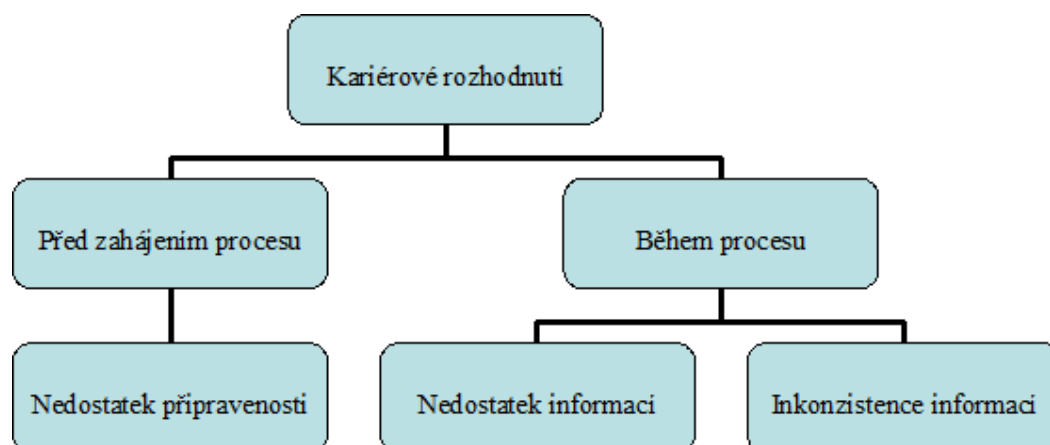 Kariérové rozhodnutí
Před zahájením procesu
Během procesu
Nedostatek připravenosti
Nedostatek informací
Inkonzistence informací